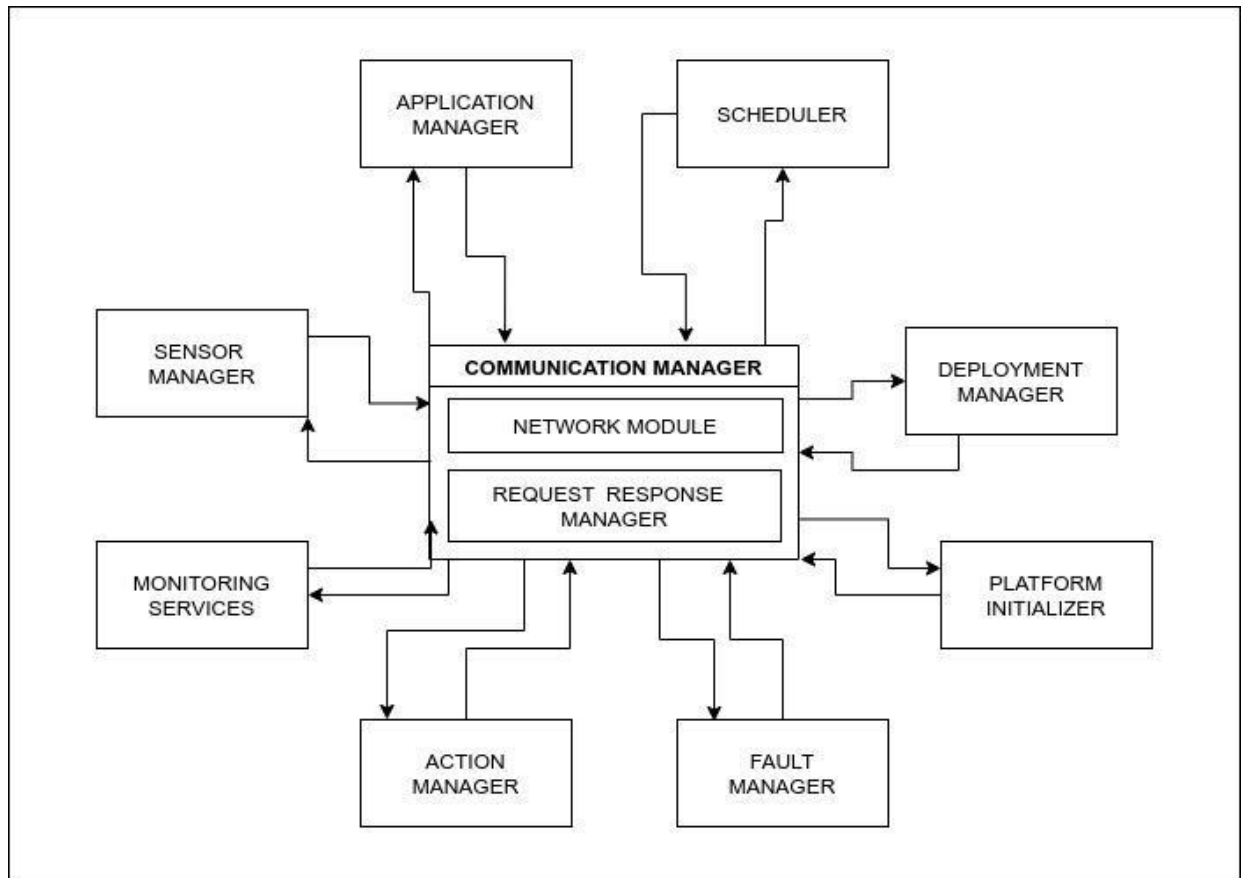 APPLICATION
MANAGER
SCHEDULER
SENSOR
MANAGER
COMMUNICATION MANAGER
DEPLOYMENT
MANAGER
NETWORK MODULE
REQUEST RESPONSE
MANAGER
MONITORING
SERVICES
PLATFORM
INITIALIZER
ACTION
MANAGER
FAULT
MANAGER